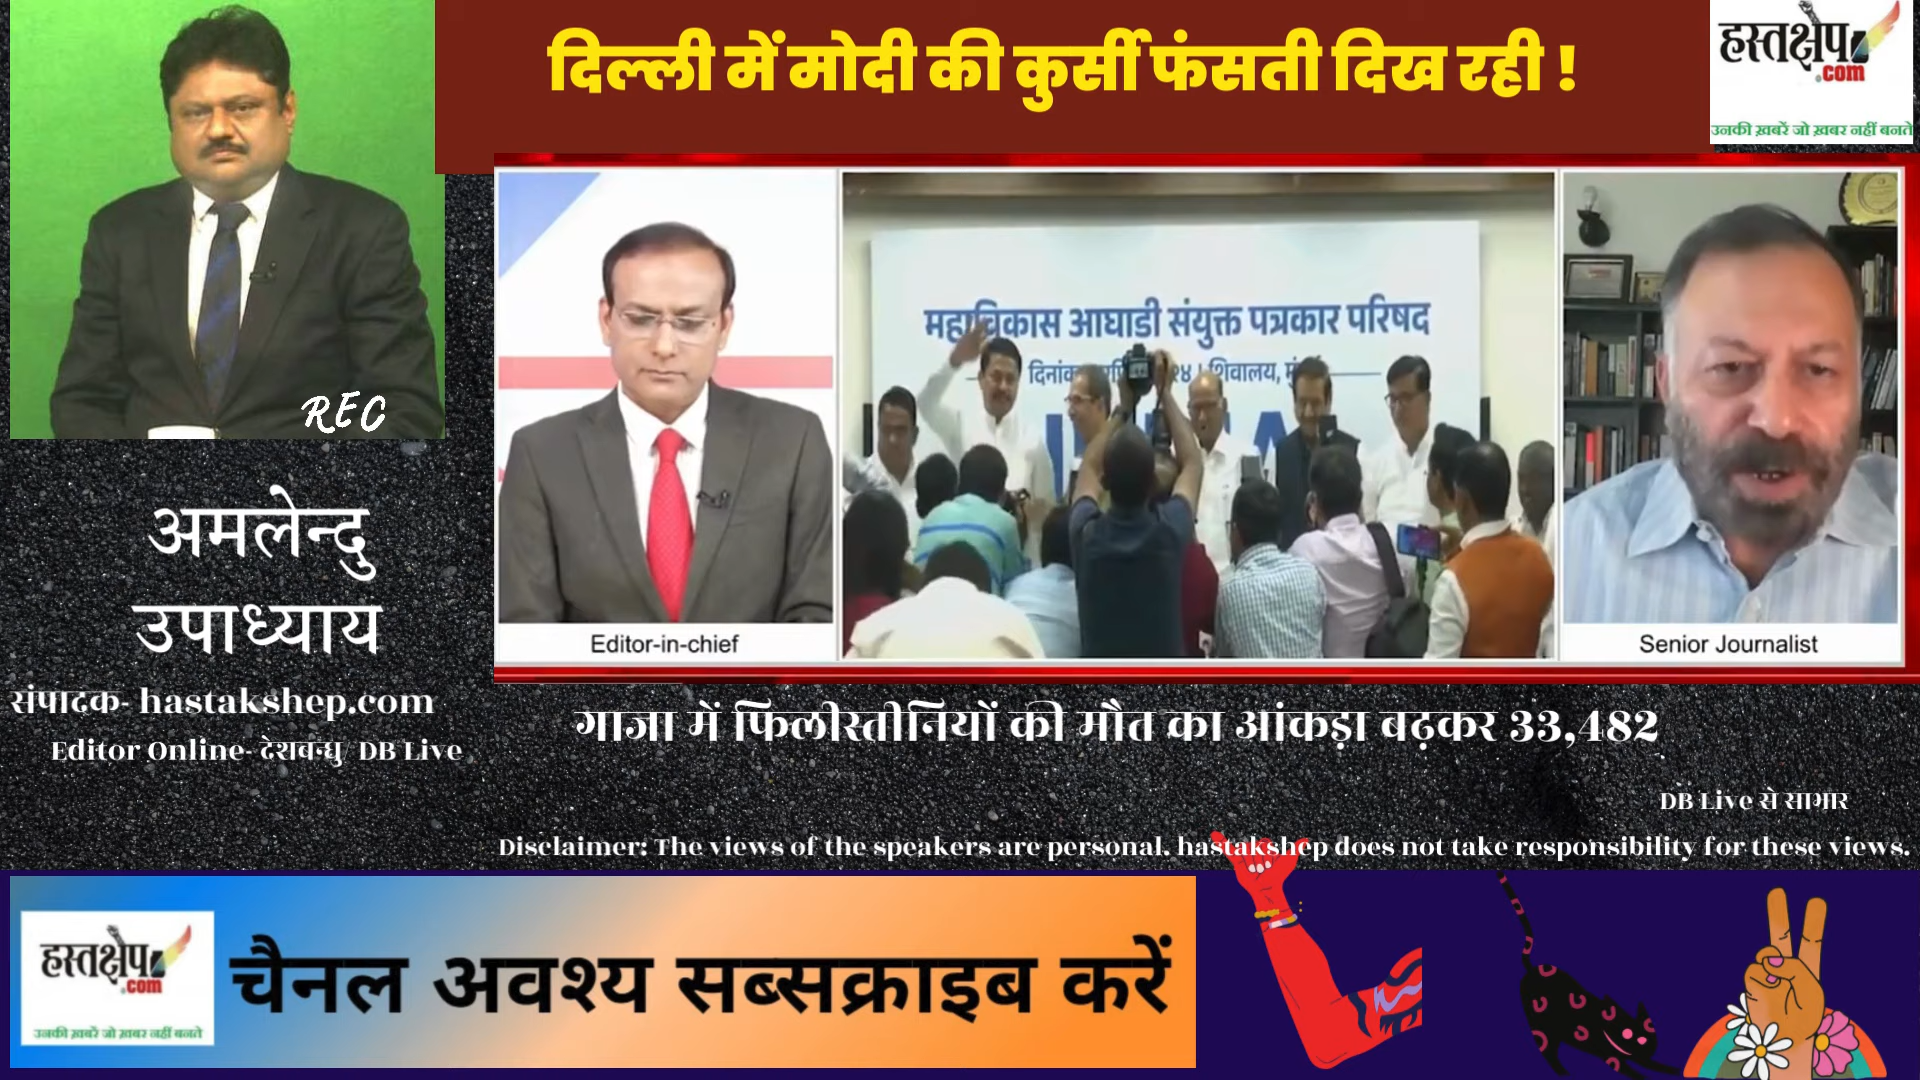 दिल्ली में मोदी की कुर्सी फंसती दिख रही !
हस्तक्षेप
.com
उनकी ख़बरें जो ख़बर नहीं बनते
महाविकास आघाडी संयुक्त पत्रकार परिषद
शिवालय,
REC
Editor-in-chief
Senior Journalist
अमलेन्दु
उपाध्याय
संपादक- hastakshep.com
Editor Online- देशबन्धु DB Live
गाजा में फिलीस्तीनियों की मौत का आंकड़ा बढ़कर 33,482
DB Live से साभार
Disclaimer: The views of the speakers are personal. hastakshep does not take responsibility for these views.
हस्तक्षेप
.com
उनकी ख़बरें जो ख़बर नहीं बनते
चैनल अवश्य सब्सक्राइब करें